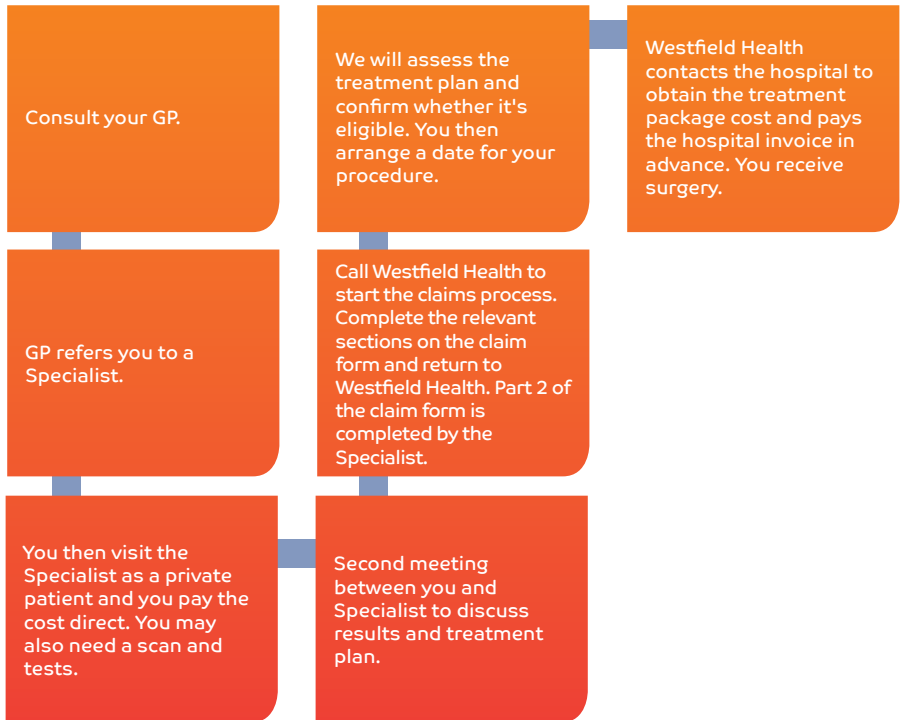 Consult your GP.
GP refers you to a
Specialist.
You then visit the
Specialist as a private
patient and you pay the
cost direct. You may
also need a scan and
tests.
Second meeting
between you and
Specialist to discuss
results and treatment
plan.
Call Westfield Health to
start the claims process.
Complete the relevant
sections on the claim
form and return to
Westfield Health. Part 2 of
the claim form is
completed by the
Specialist.
We will assess the
treatment plan and
confirm whether it's
eligible. You then
arrange a date for your
procedure.
Westfield Health
contacts the hospital to
obtain the treatment
package cost and pays
the hospital invoice in
advance. You receive
surgery.